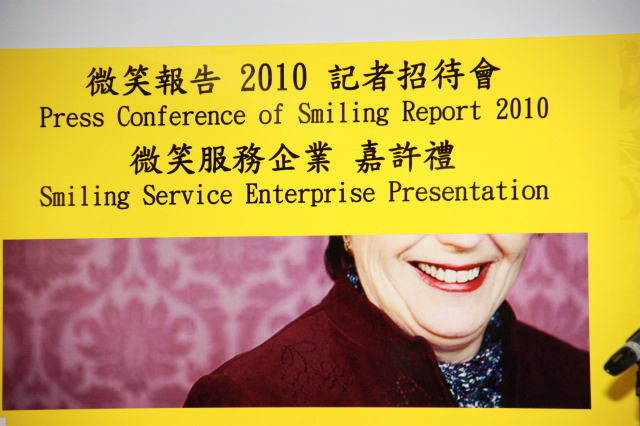 微笑報告 2010 記者招待會
Press Conference of Smiling Report 2010
微笑服務企業 嘉許禮
Smiling Service Enterprise Presentation